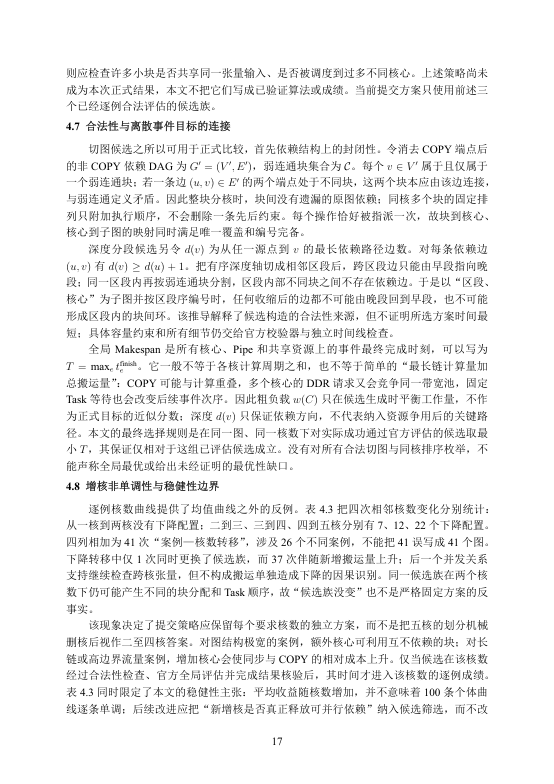 则应检查许多小块是否共享同一张量输入、是否被调度到过多不同核心。上述策略尚未
成为本次正式结果，本文不把它们写成已验证算法或成绩。当前提交方案只使用前述三
个已经逐例合法评估的候选族。
4.7 合法性与离散事件目标的连接
切图候选之所以可用于正式比较，首先依赖结构上的封闭性。令消去 COPY 端点后
的非 COPY 依赖 DAG 为 G′ = (V′, E′)，弱连通块集合为 C。每个 v ∈ V′ 属于且仅属于
一个弱连通块；若一条边 (u, v) ∈ E′ 的两个端点处于不同块，这两个块本应由该边连接，
与弱连通定义矛盾。因此整块分核时，块间没有遗漏的原图依赖；同核多个块的固定排
列只附加执行顺序，不会删除一条先后约束。每个操作恰好被指派一次，故块到核心、
核心到子图的映射同时满足唯一覆盖和编号完备。
深度分段候选另令 d(v) 为从任一源点到 v 的最长依赖路径边数。对每条依赖边
(u, v) 有 d(v) ≥ d(u) + 1。把有序深度轴切成相邻区段后，跨区段边只能由早段指向晚
段；同一区段内再按弱连通块分割，区段内部不同块之间不存在依赖边。于是以“区段、
核心”为子图并按区段序编号时，任何收缩后的边都不可能由晚段回到早段，也不可能
形成区段内的块间环。该推导解释了候选构造的合法性来源，但不证明所选方案时间最
短；具体容量约束和所有细节仍交给官方校验器与独立时间线检查。
全局 Makespan 是所有核心、Pipe 和共享资源上的事件最终完成时刻，可以写为
T = maxₑ tₑᶠⁱⁿⁱˢʰ。它一般不等于各核计算周期之和，也不等于简单的“最长链计算量加
总搬运量”：COPY 可能与计算重叠，多个核心的 DDR 请求又会竞争同一带宽池，固定
Task 等待也会改变后续事件次序。因此粗负载 w(C) 只在候选生成时平衡工作量，不作
为正式目标的近似分数；深度 d(v) 只保证依赖方向，不代表纳入资源争用后的关键路
径。本文的最终选择规则是在同一图、同一核数下对实际成功通过官方评估的候选取最
小 T，其保证仅相对于这组已评估候选成立。没有对所有合法切图与同核排序枚举，不
能声称全局最优或给出未经证明的最优性缺口。
4.8 增核非单调性与稳健性边界
逐例核数曲线提供了均值曲线之外的反例。表 4.3 把四次相邻核数变化分别统计：
从一核到两核没有下降配置；二到三、三到四、四到五核分别有 7、12、22 个下降配置。
四列相加为 41 次“案例—核数转移”，涉及 26 个不同案例，不能把 41 误写成 41 个图。
下降转移中仅 1 次同时更换了候选族，而 37 次伴随新增搬运量上升；后一个并发关系
支持继续检查跨核张量，但不构成搬运单独造成下降的因果识别。同一候选族在两个核
数下仍可能产生不同的块分配和 Task 顺序，故“候选族没变”也不是严格固定方案的反
事实。
该现象决定了提交策略应保留每个要求核数的独立方案，而不是把五核的划分机械
删核后视作二至四核答案。对图结构极宽的案例，额外核心可利用互不依赖的块；对长
链或高边界流量案例，增加核心会使同步与 COPY 的相对成本上升。仅当候选在该核数
经过合法性检查、官方全局评估并完成结果核验后，其时间才进入该核数的逐例成绩。
表 4.3 同时限定了本文的稳健性主张：平均收益随核数增加，并不意味着 100 条个体曲
线逐条单调；后续改进应把“新增核是否真正释放可并行依赖”纳入候选筛选，而不改
17